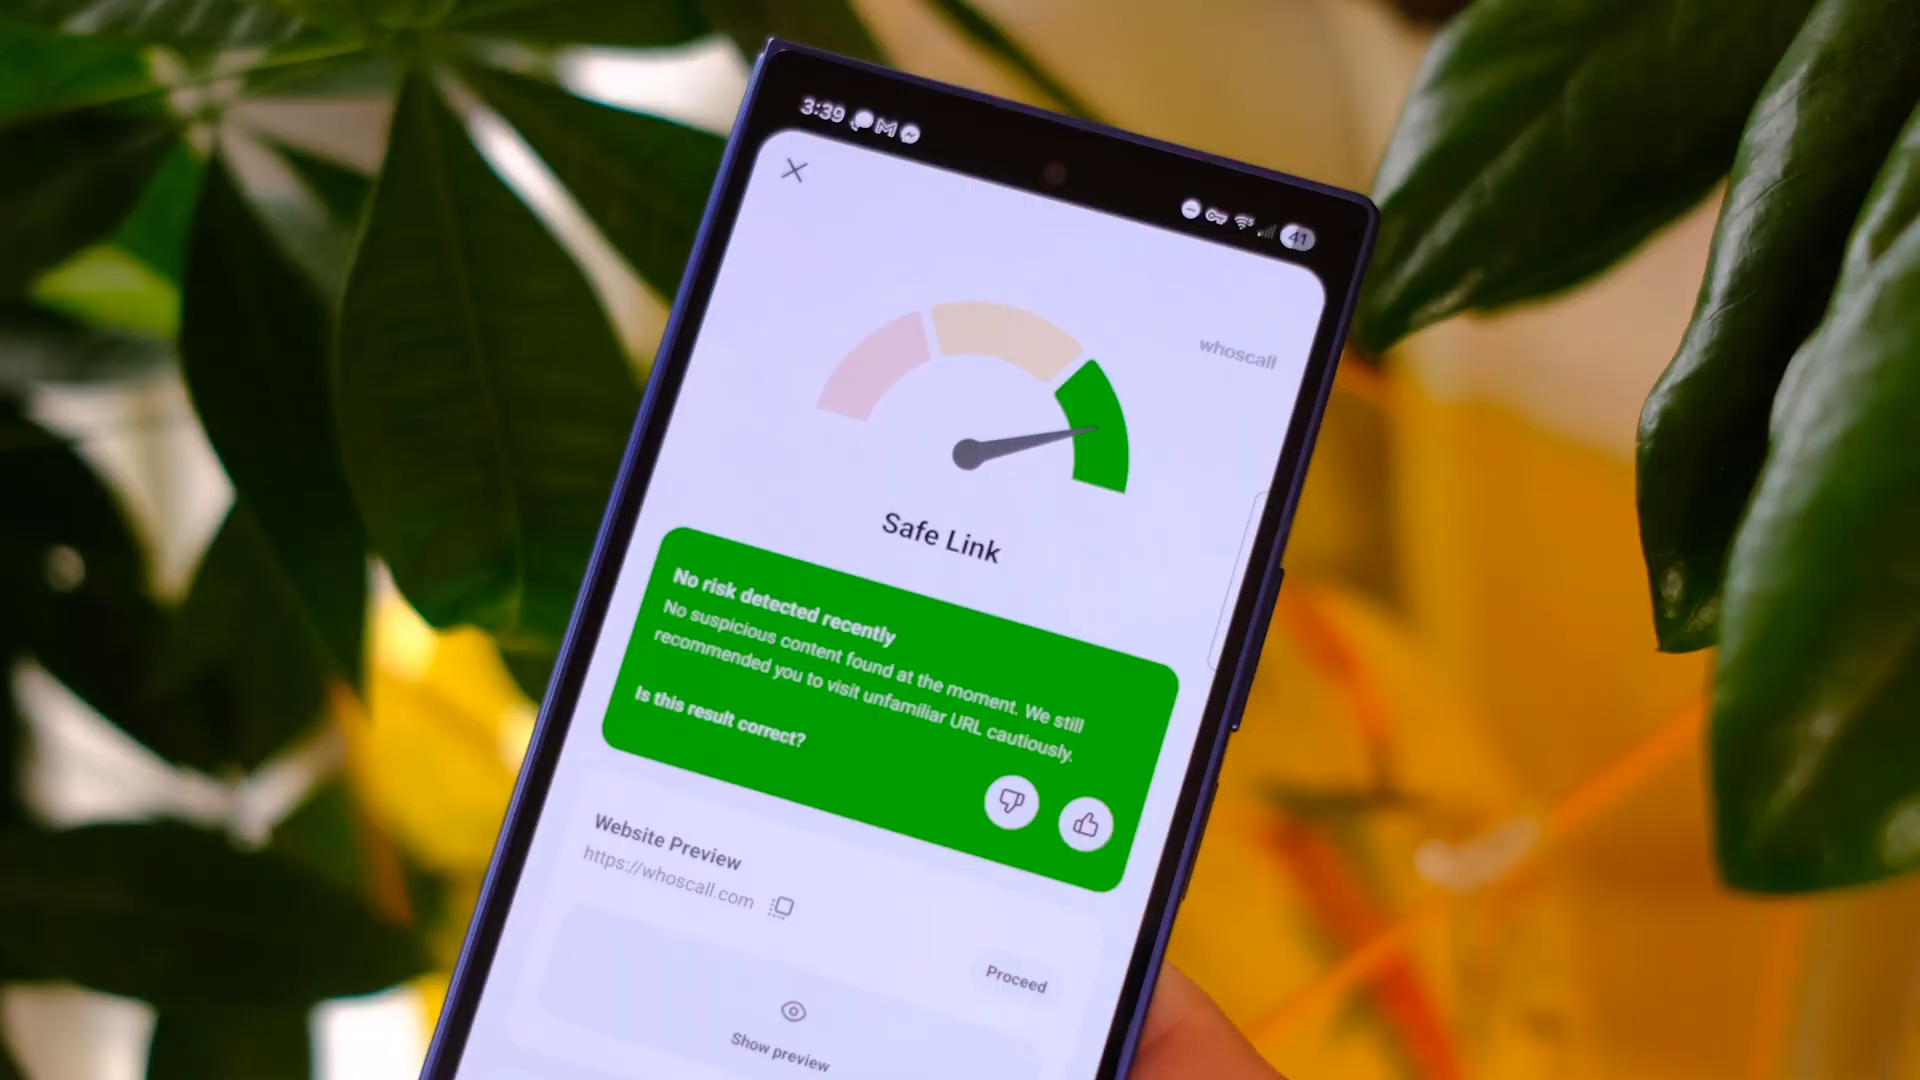 3:39
41
whoscall
Safe Link
No risk detected recently
No suspicious content found at the moment. We still
recommended you to visit unfamiliar URL cautiously.
Is this result correct?
Website Preview
https://whoscall.com
Proceed
Show preview